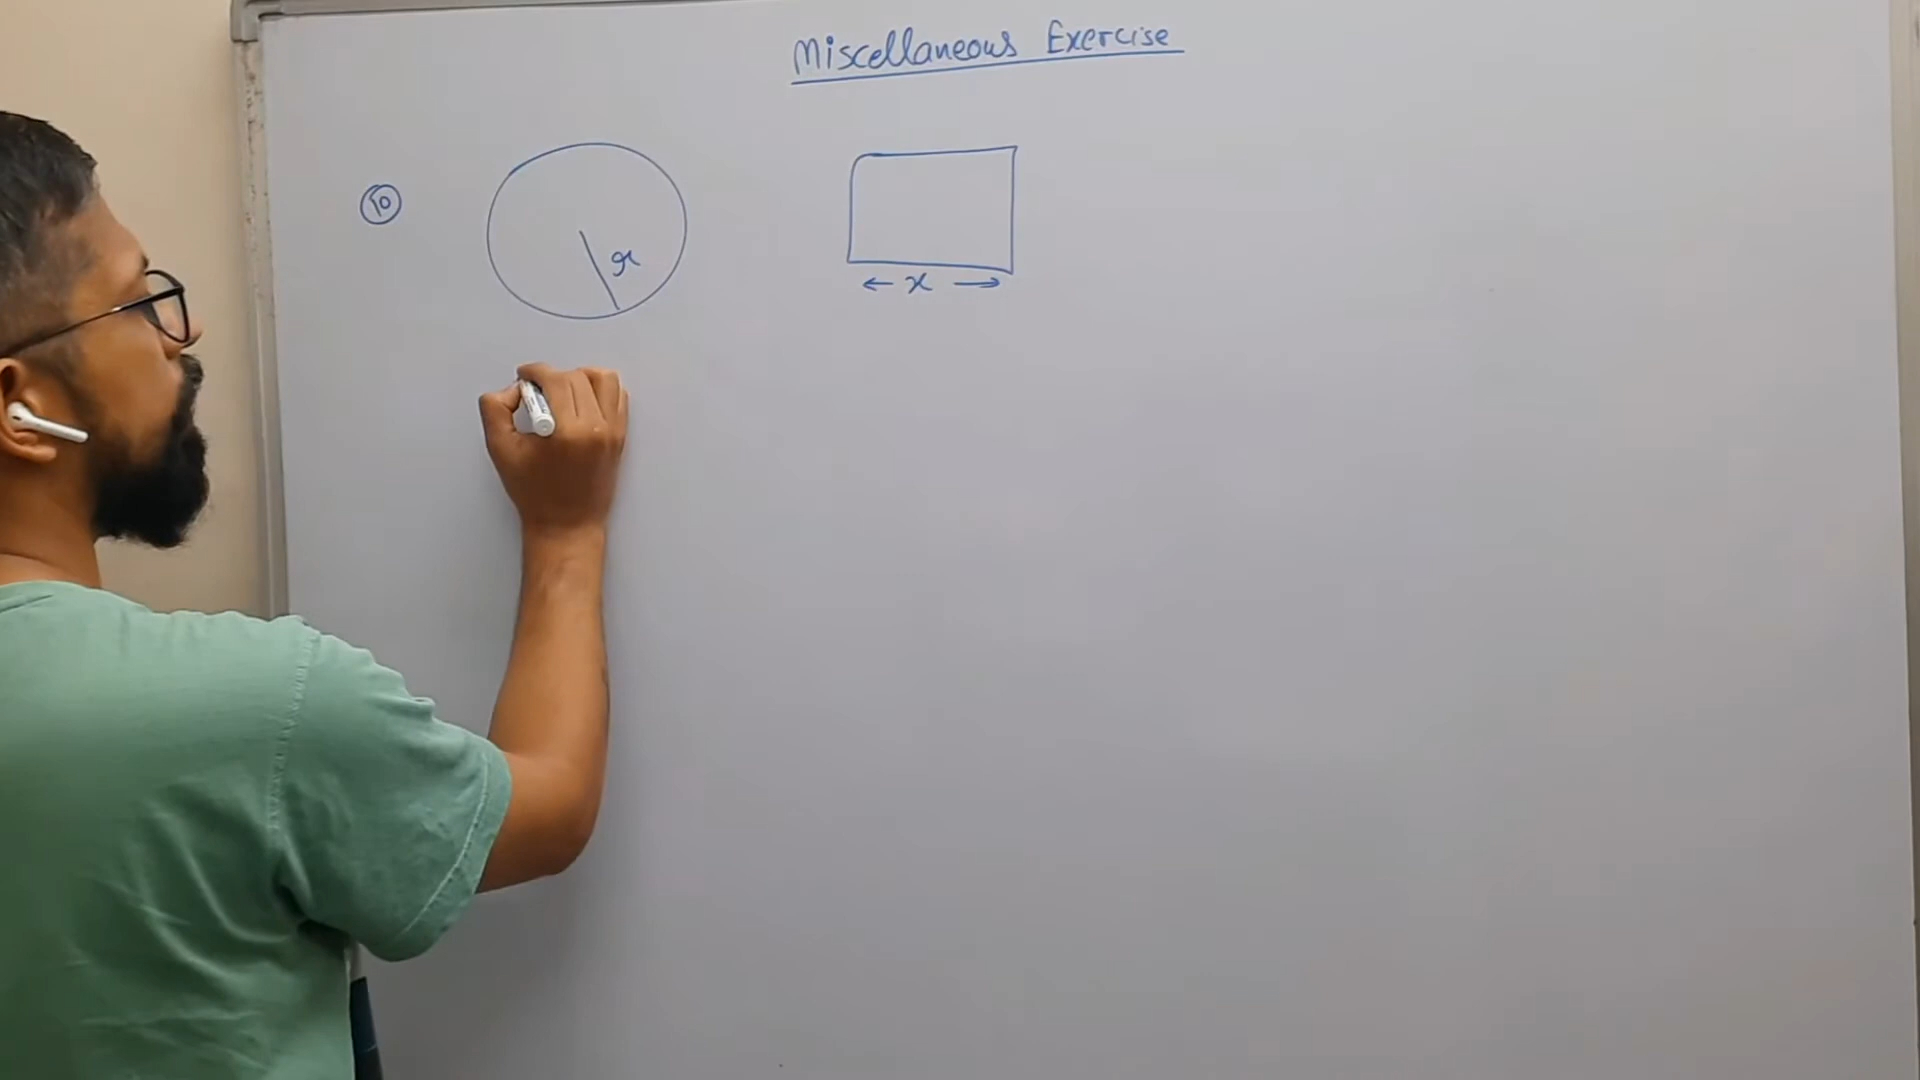 Miscellaneous Exercise
10
r
← x →